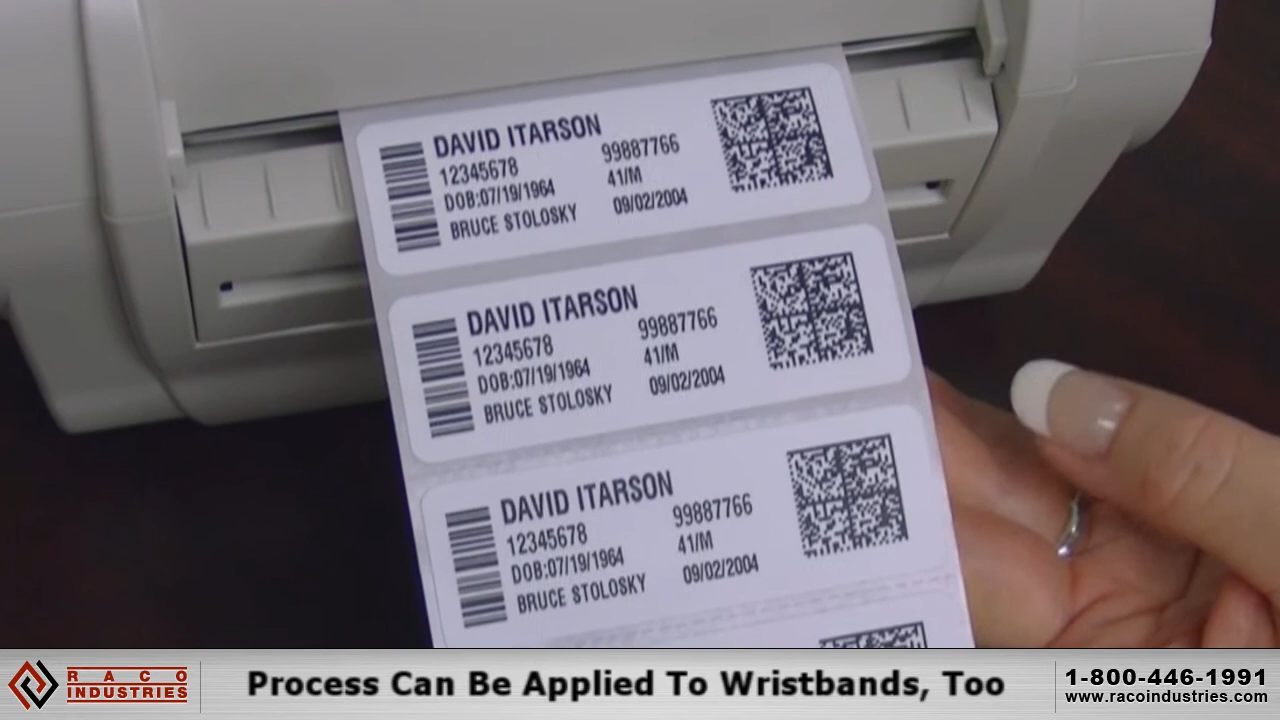 DAVID ITARSON
12345678 99887766
DOB:07/19/1964 41/M
BRUCE STOLOSKY 09/02/2004
DAVID ITARSON
12345678 99887766
DOB:07/19/1964 41/M
BRUCE STOLOSKY 09/02/2004
DAVID ITARSON
12345678 99887766
DOB:07/19/1964 41/M
BRUCE STOLOSKY 09/02/2004
RACO
INDUSTRIES
Process Can Be Applied To Wristbands, Too
1-800-446-1991
www.racoindustries.com